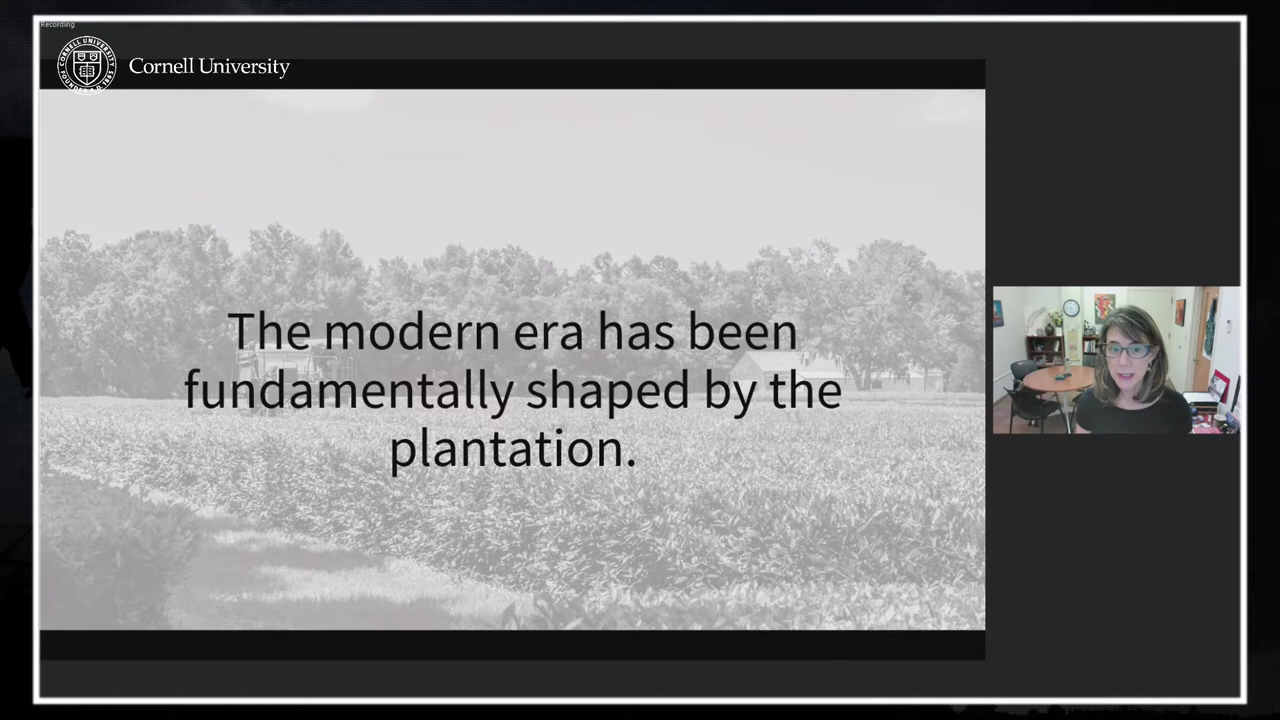 Recording
Cornell University
The modern era has been
fundamentally shaped by the
plantation.